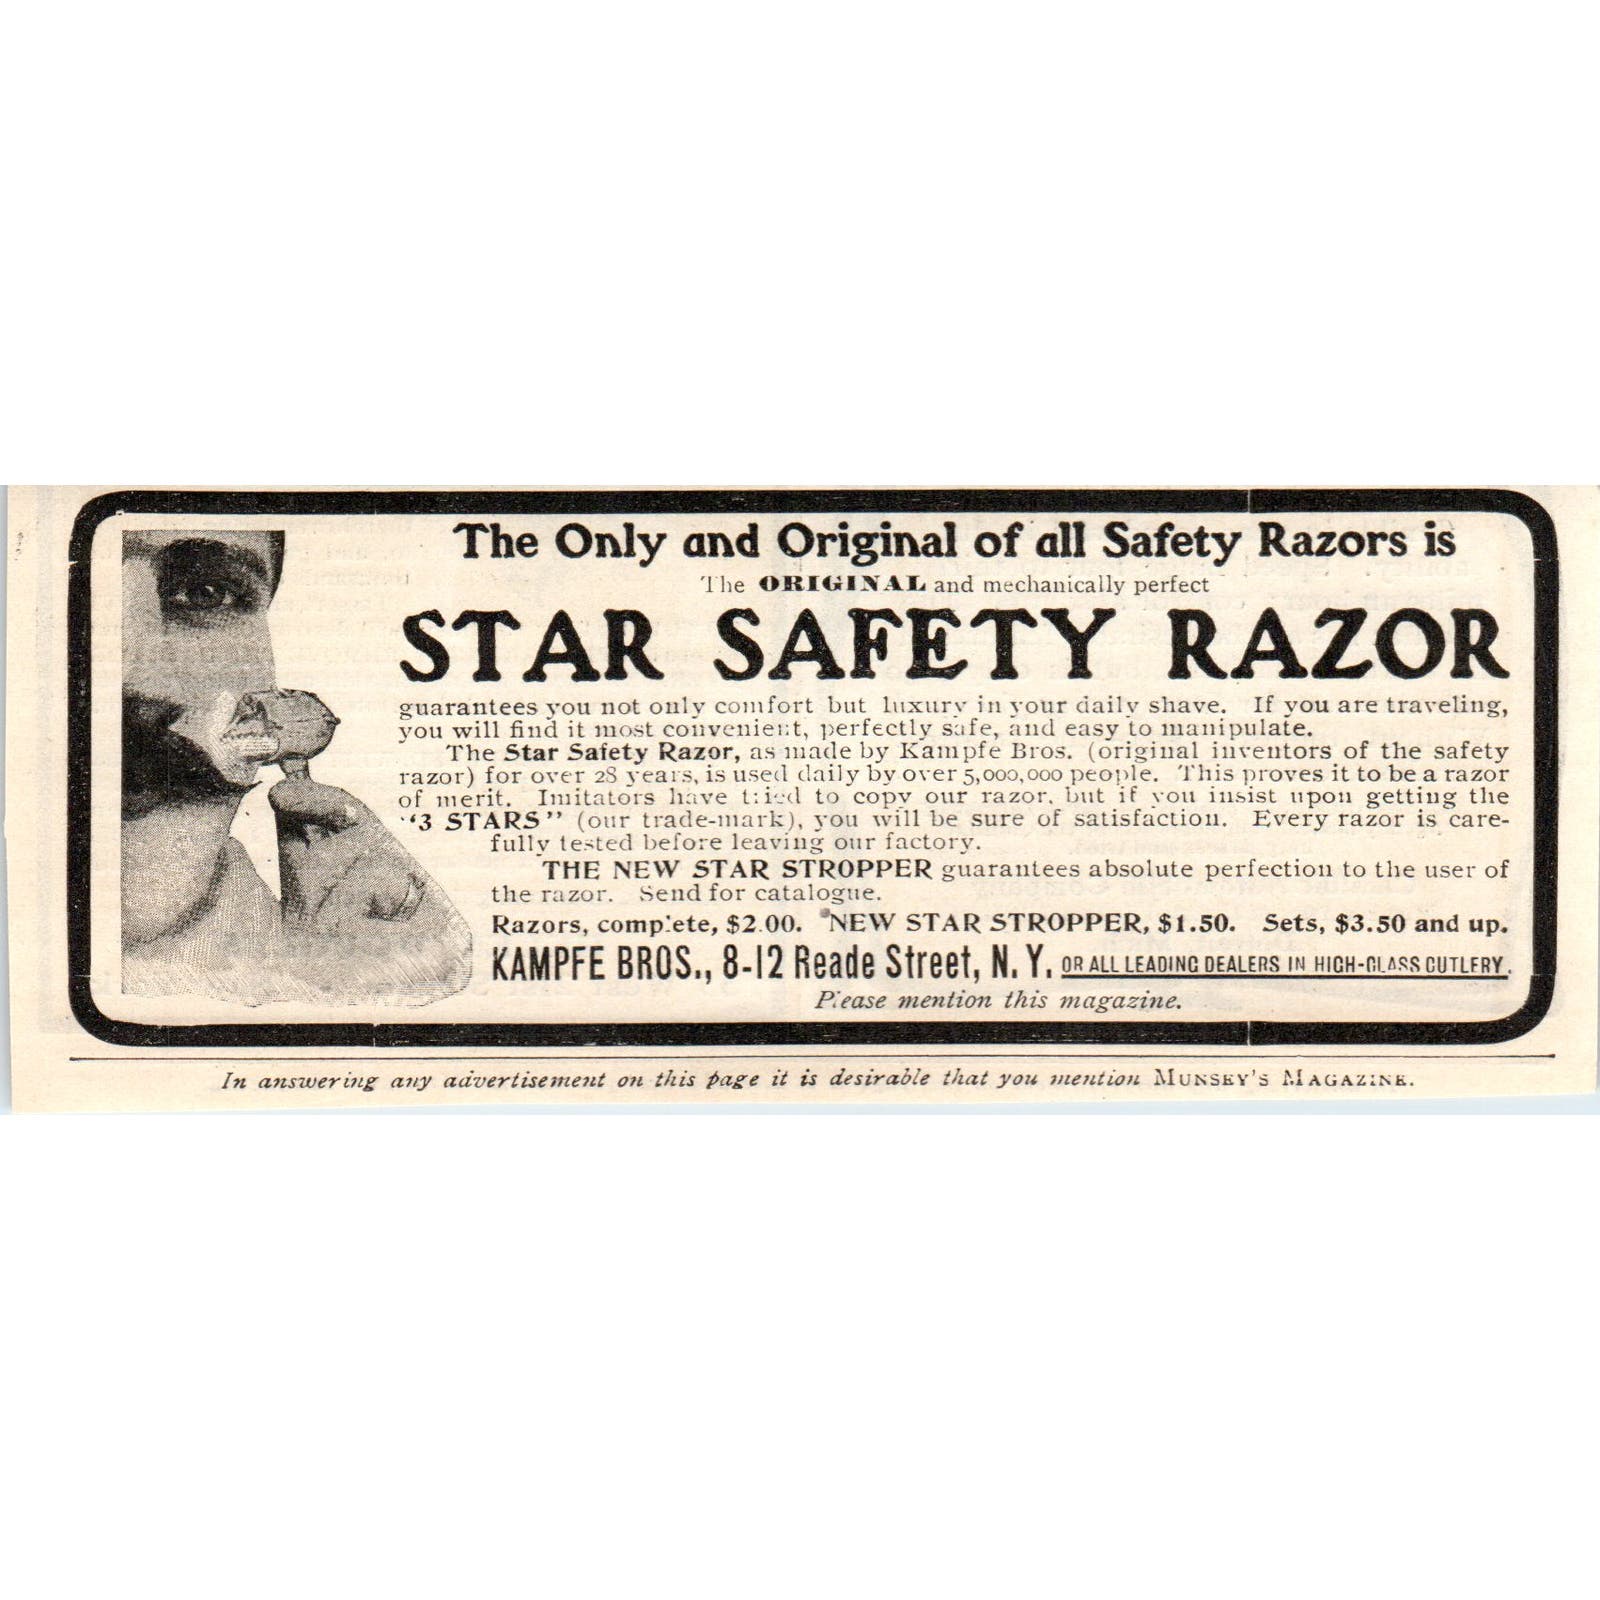 The Only and Original of all Safety Razors is
The ORIGINAL and mechanically perfect
STAR SAFETY RAZOR
guarantees you not only comfort but luxury in your daily shave. If you are traveling,
you will find it most convenient, perfectly safe, and easy to manipulate.
The Star Safety Razor, as made by Kampfe Bros. (original inventors of the safety
razor) for over 28 years, is used daily by over 5,000,000 people. This proves it to be a razor
of merit. Imitators have tried to copy our razor, but if you insist upon getting the
"3 STARS" (our trade-mark), you will be sure of satisfaction. Every razor is care-
fully tested before leaving our factory.
THE NEW STAR STROPPER guarantees absolute perfection to the user of
the razor. Send for catalogue.
Razors, complete, $2.00. NEW STAR STROPPER, $1.50. Sets, $3.50 and up.
KAMPFE BROS., 8-12 Reade Street, N. Y. OR ALL LEADING DEALERS IN HIGH-CLASS CUTLERY.
Please mention this magazine.
In answering any advertisement on this page it is desirable that you mention MUNSEY'S MAGAZINE.